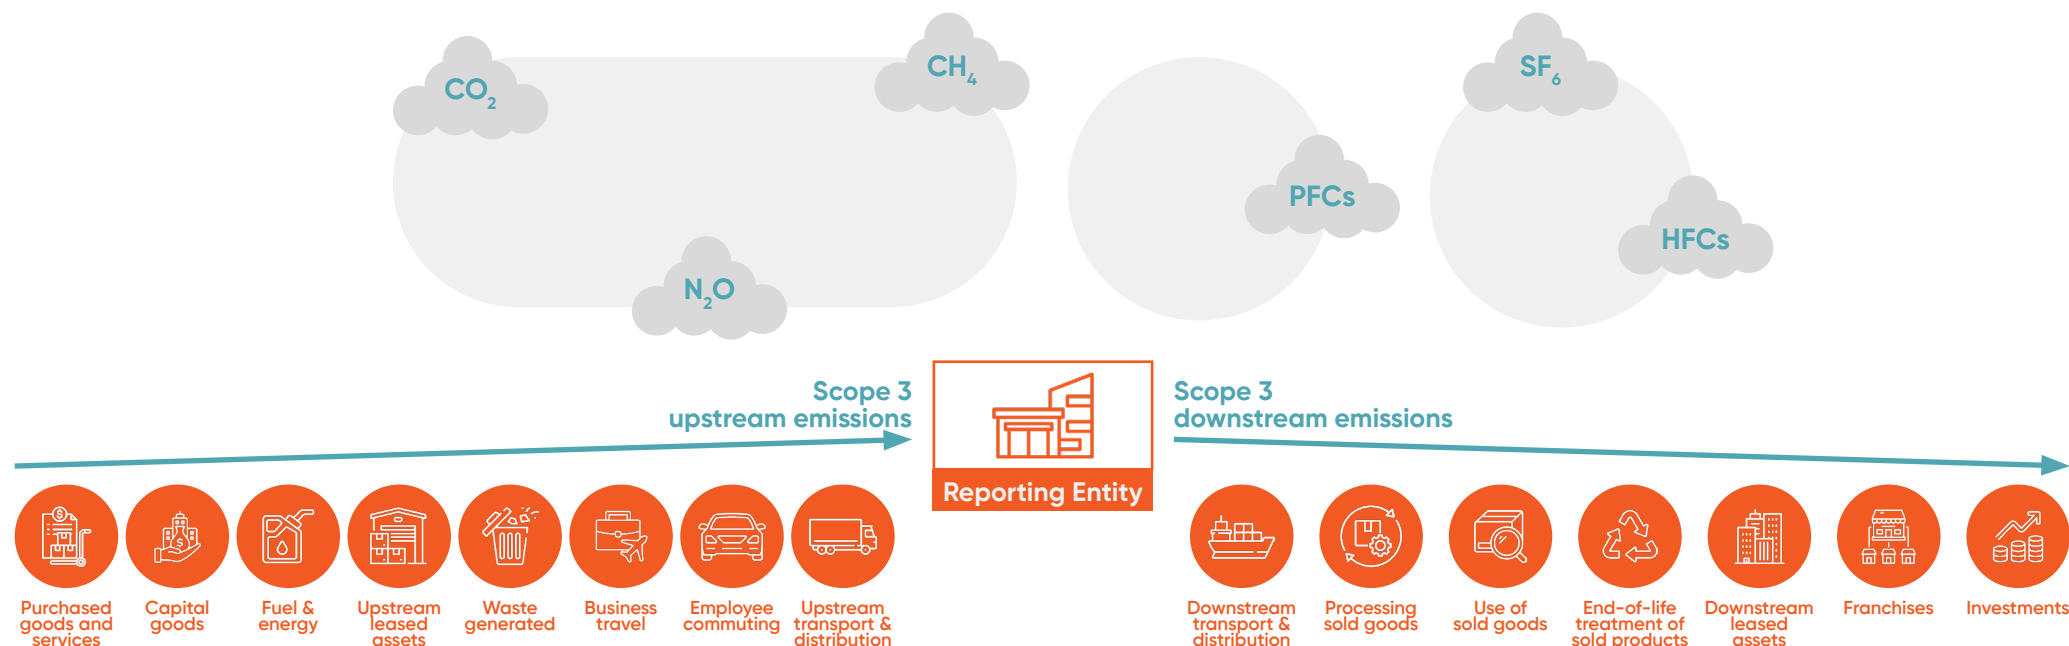 CO2
CH4
N2O
PFCs
SF6
HFCs
Scope 3
upstream emissions
Reporting Entity
Scope 3
downstream emissions
Purchased
goods and
services
Capital
goods
Fuel &
energy
Upstream
leased
assets
Waste
generated
Business
travel
Employee
commuting
Upstream
transport &
distribution
Downstream
transport &
distribution
Processing
sold goods
Use of
sold goods
End-of-life
treatment of
sold products
Downstream
leased
assets
Franchises
Investments